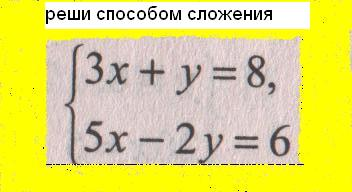 реши способом сложения
3x + y = 8,
5x − 2y = 6